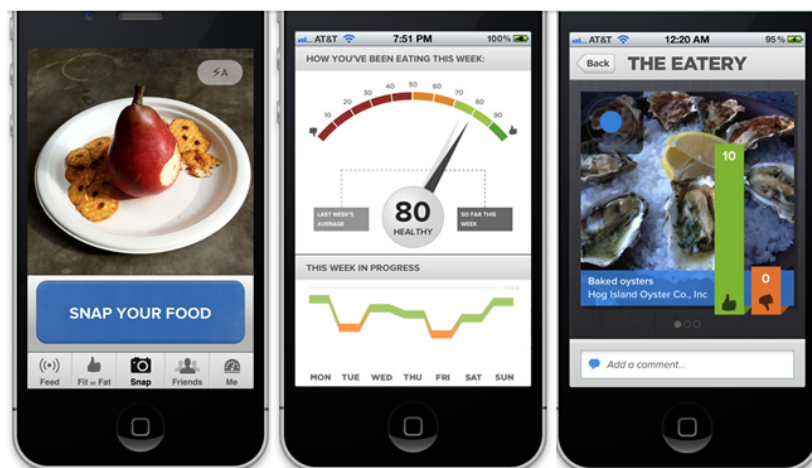 ⚡A
SNAP YOUR FOOD
Feed
Fit or Fat
Snap
Friends
Me
AT&T
7:51 PM
100%
HOW YOU'VE BEEN EATING THIS WEEK:
10
20
30
40
50
60
70
80
90
LAST WEEK'S
AVERAGE
80
HEALTHY
SO FAR THIS
WEEK
THIS WEEK IN PROGRESS
100%
MON TUE WED THU FRI SAT SUN
AT&T
12:20 AM
95%
Back
THE EATERY
10
0
Baked oysters
Hog Island Oyster Co., Inc
Add a comment...